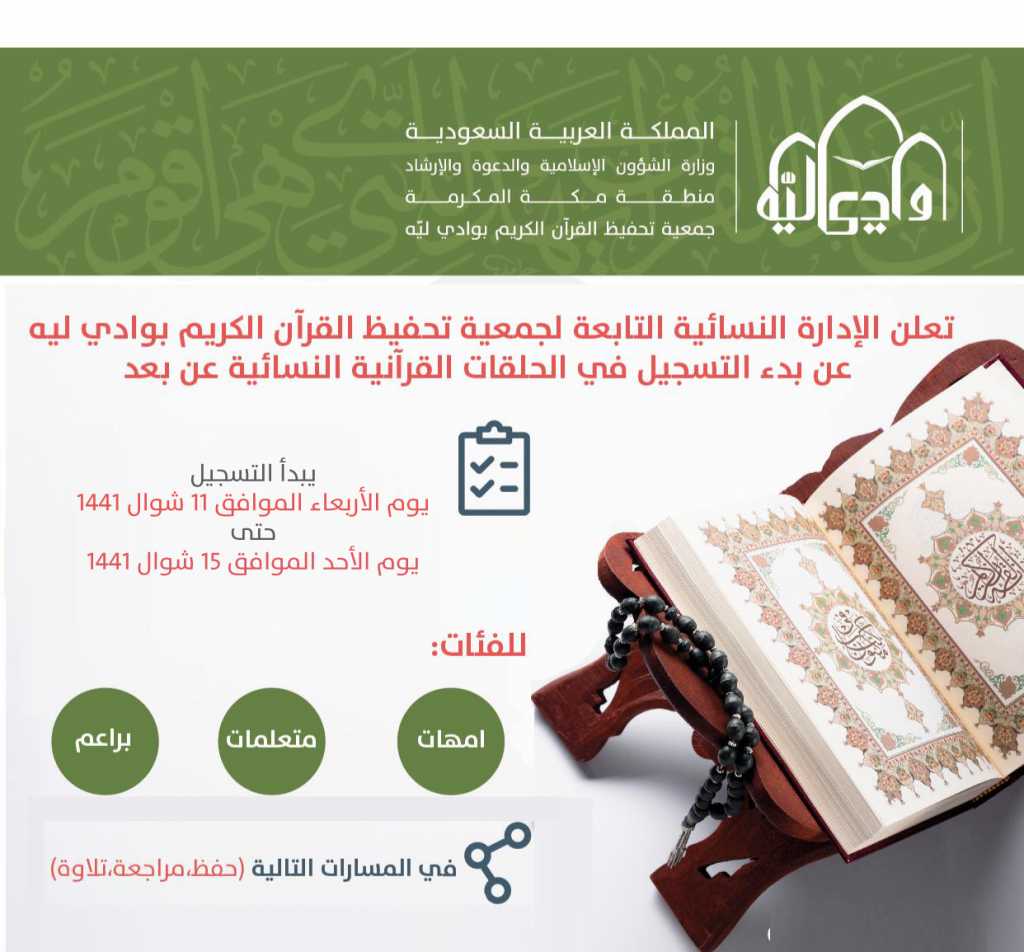 وادي ليّه
المملكة العربية السعودية
وزارة الشؤون الإسلامية والدعوة والإرشاد
منطقة مكة المكرمة
جمعية تحفيظ القرآن الكريم بوادي ليّه
تعلن الإدارة النسائية التابعة لجمعية تحفيظ القرآن الكريم بوادي ليه
عن بدء التسجيل في الحلقات القرآنية النسائية عن بعد
يبدأ التسجيل
يوم الأربعاء الموافق 11 شوال 1441
حتى
يوم الأحد الموافق 15 شوال 1441
للفئات:
امهات
متعلمات
براعم
في المسارات التالية (حفظ،مراجعة،تلاوة)